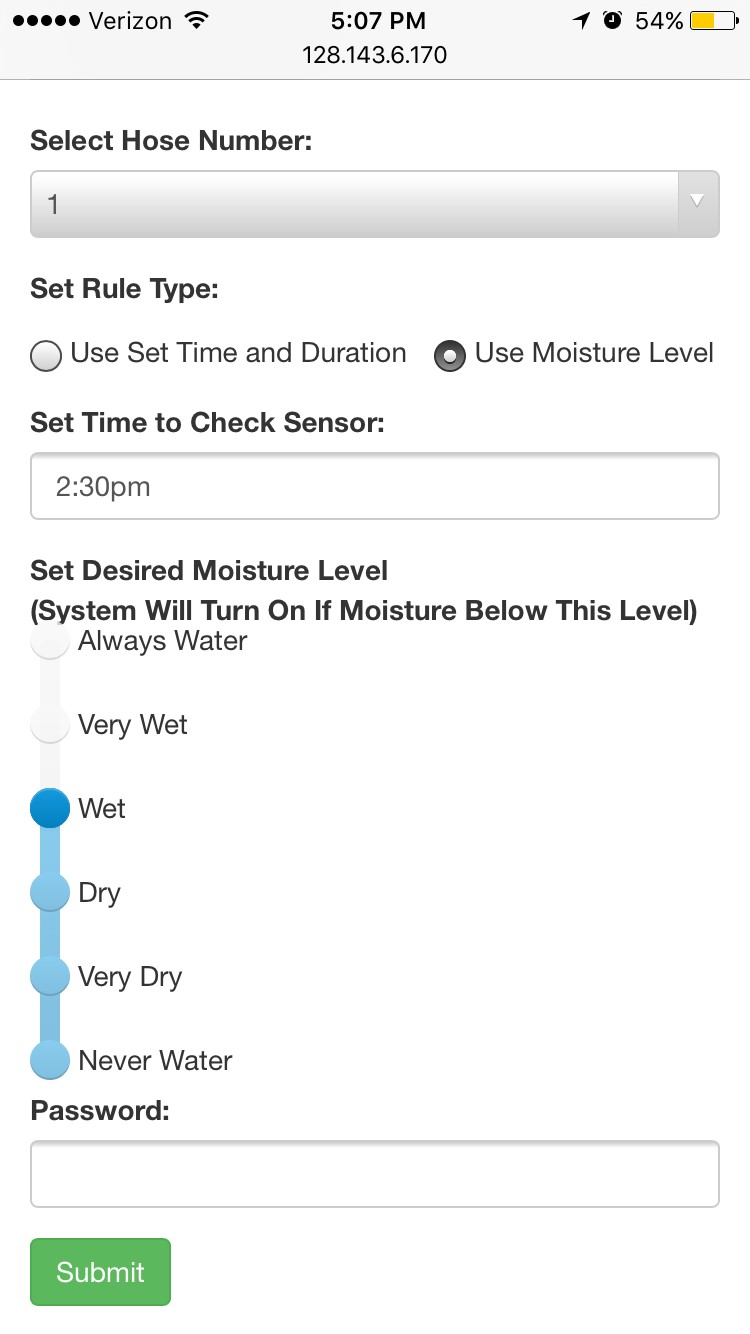 Verizon 5:07 PM 54%
128.143.6.170
Select Hose Number:
1
Set Rule Type:
Use Set Time and Duration Use Moisture Level
Set Time to Check Sensor:
2:30pm
Set Desired Moisture Level
(System Will Turn On If Moisture Below This Level)
Always Water
Very Wet
Wet
Dry
Very Dry
Never Water
Password:
Submit